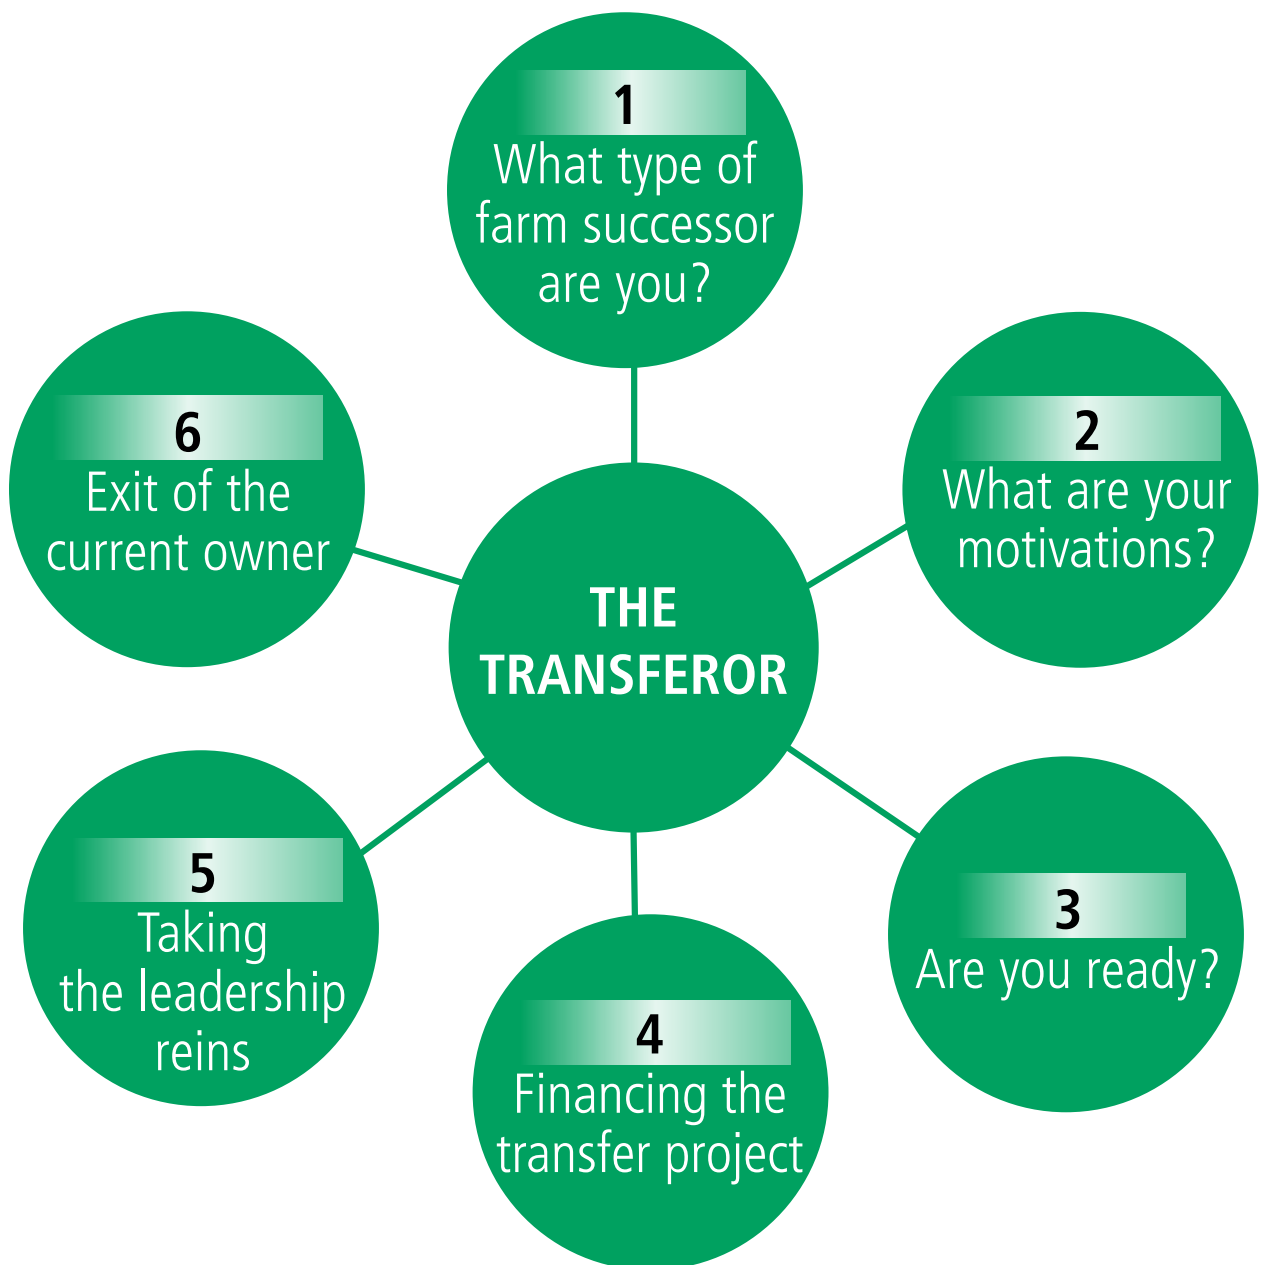 1
What type of
farm successor
are you?
2
What are your
motivations?
3
Are you ready?
4
Financing the
transfer project
5
Taking
the leadership
reins
6
Exit of the
current owner
THE
TRANSFEROR